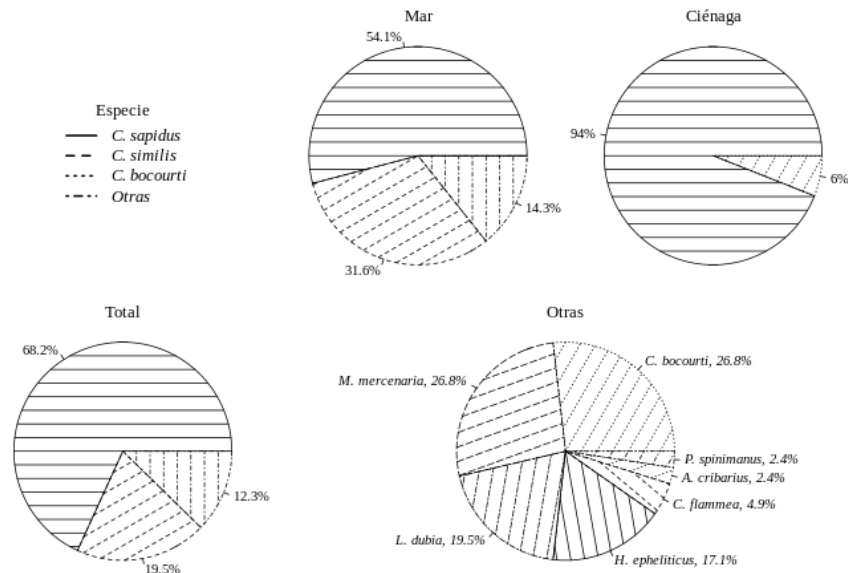 Mar
54.1%
31.6%
14.3%
Ciénaga
94%
6%
Especie
C. sapidus
C. similis
C. bocourti
Otras
Total
68.2%
19.5%
12.3%
Otras
C. bocourti, 26.8%
M. mercenaria, 26.8%
L. dubia, 19.5%
H. epheliticus, 17.1%
C. flammea, 4.9%
A. cribarius, 2.4%
P. spinimanus, 2.4%